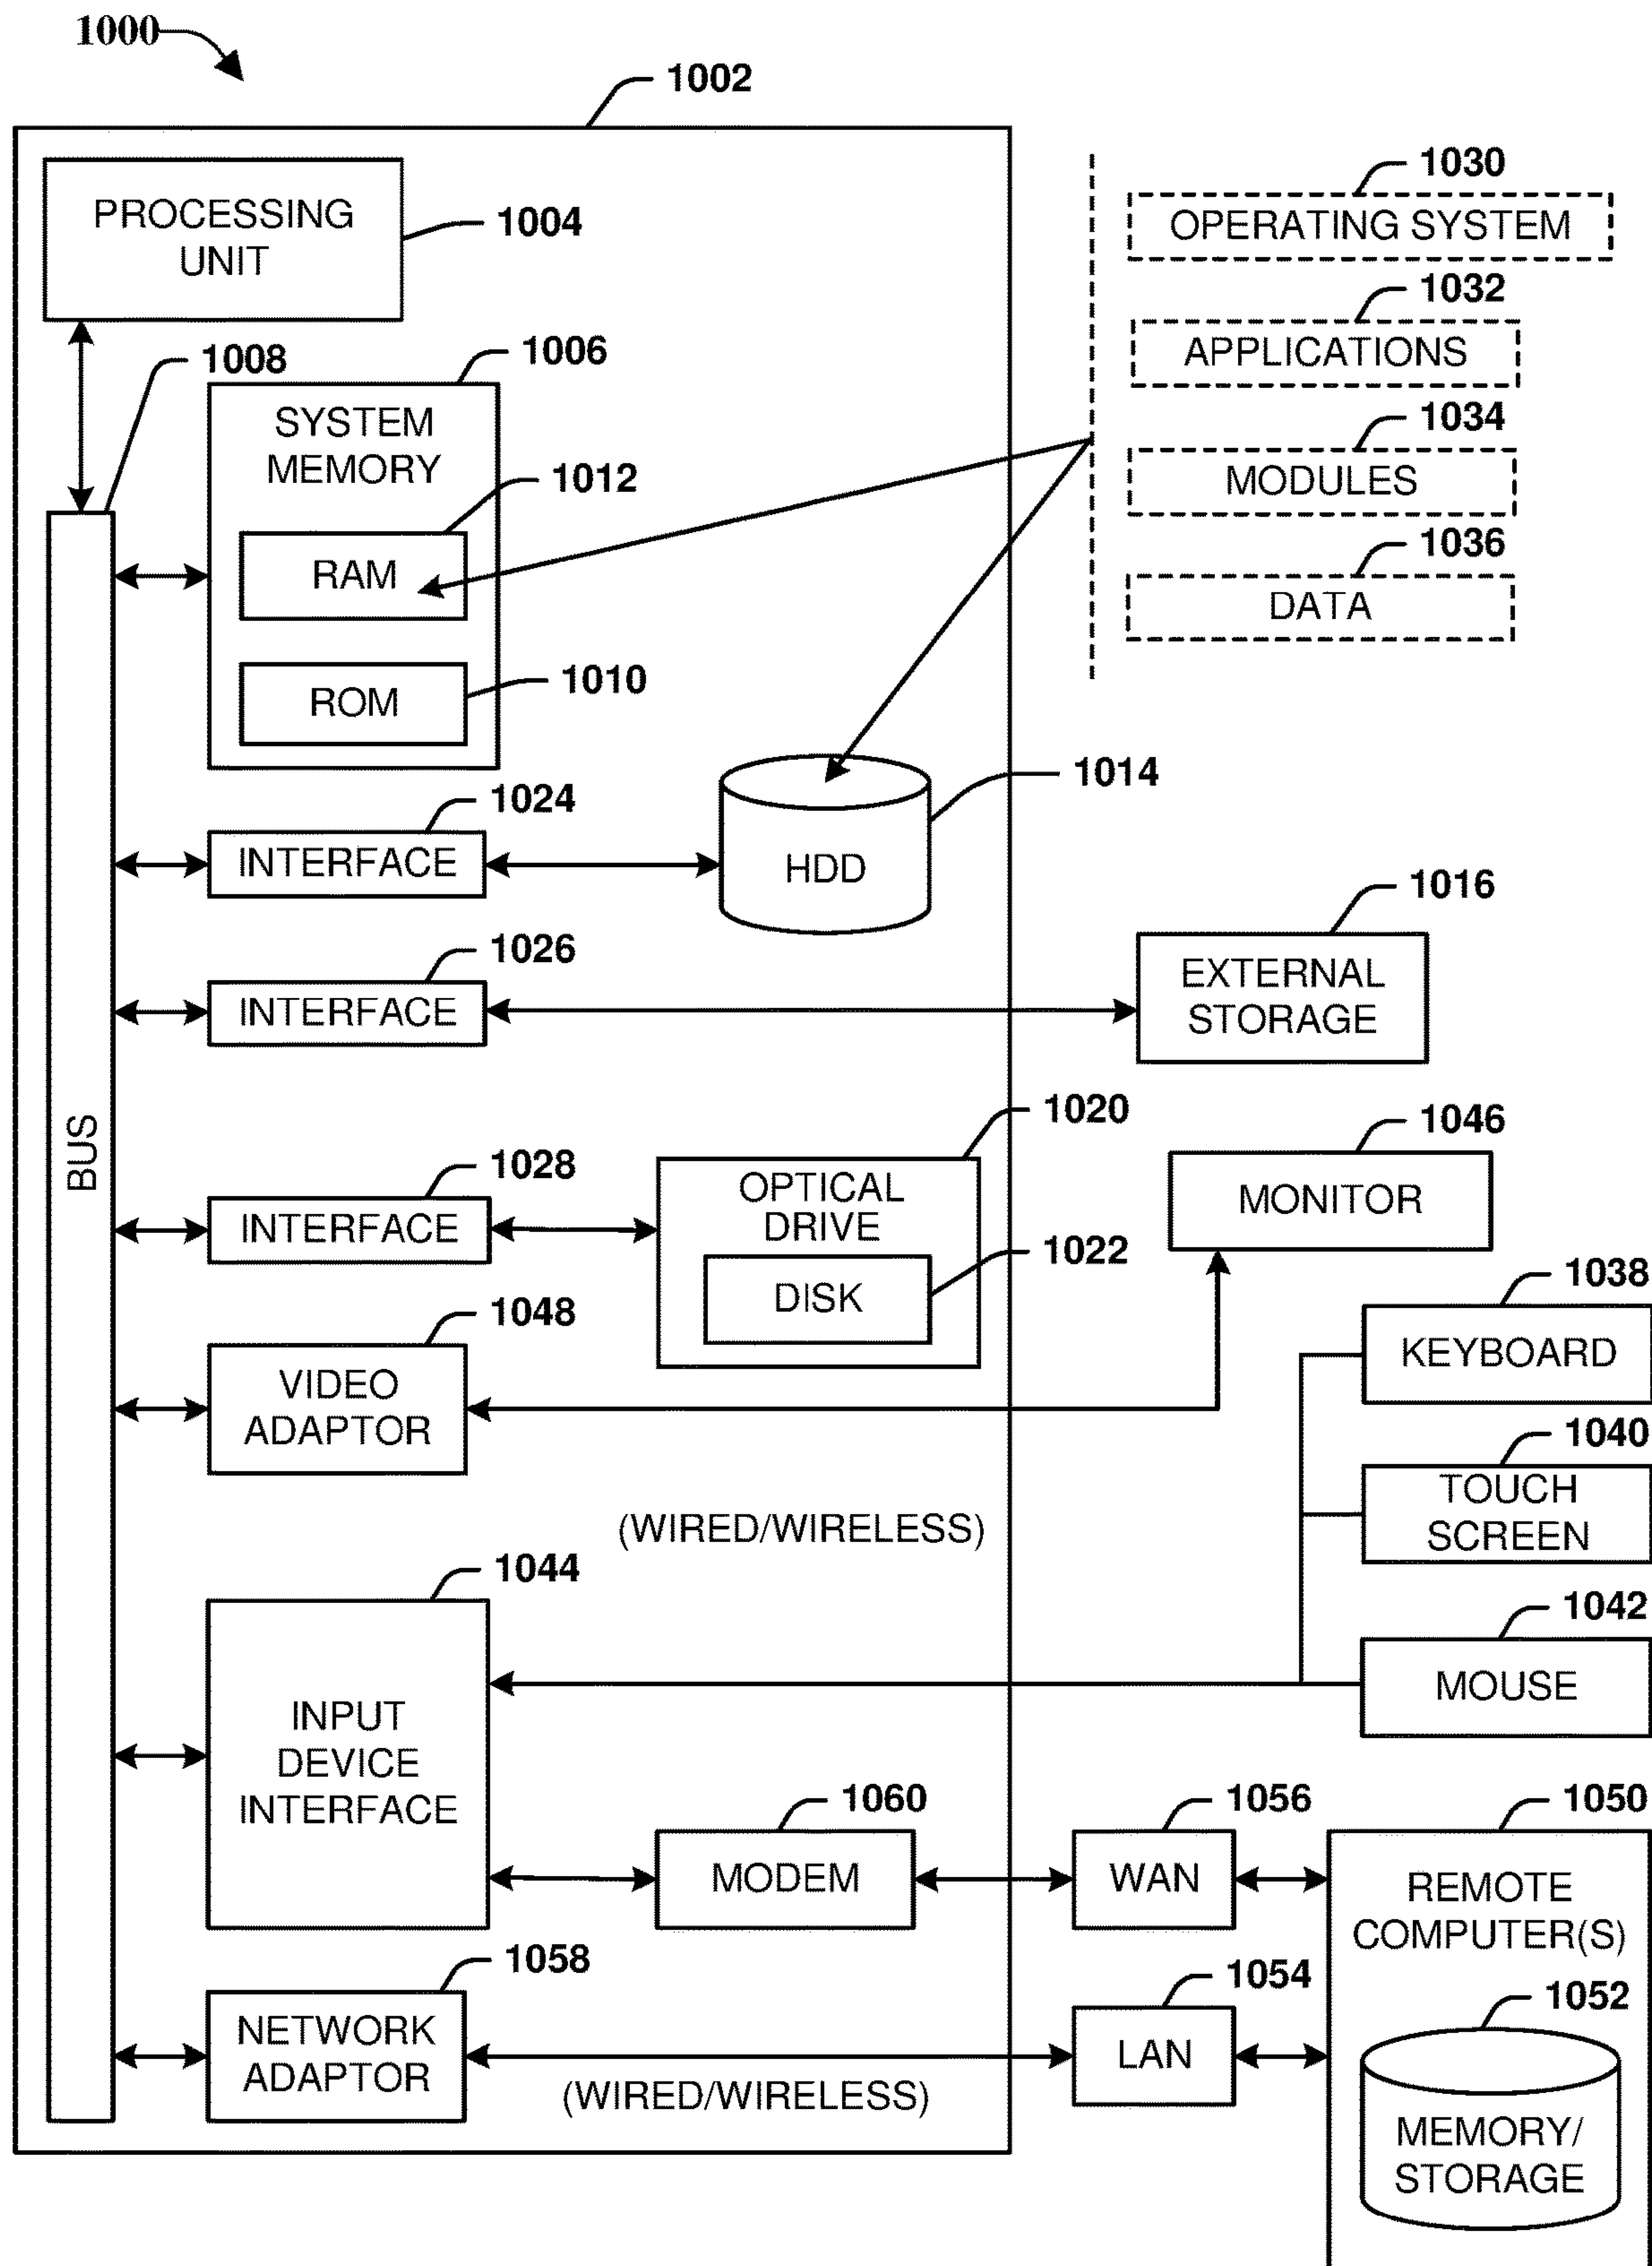 1000
1002
PROCESSING
UNIT
1004
1030
OPERATING SYSTEM
1032
APPLICATIONS
1034
MODULES
1036
DATA
1008
1006
SYSTEM
MEMORY
1012
RAM
1010
ROM
BUS
1024
INTERFACE
1014
HDD
1026
INTERFACE
1016
EXTERNAL
STORAGE
1028
INTERFACE
1020
OPTICAL
DRIVE
1022
DISK
1046
MONITOR
1048
VIDEO
ADAPTOR
1038
KEYBOARD
1040
TOUCH
SCREEN
(WIRED/WIRELESS)
1042
MOUSE
1044
INPUT
DEVICE
INTERFACE
1060
MODEM
1056
WAN
1050
REMOTE
COMPUTER(S)
1058
NETWORK
ADAPTOR
(WIRED/WIRELESS)
1054
LAN
1052
MEMORY/
STORAGE